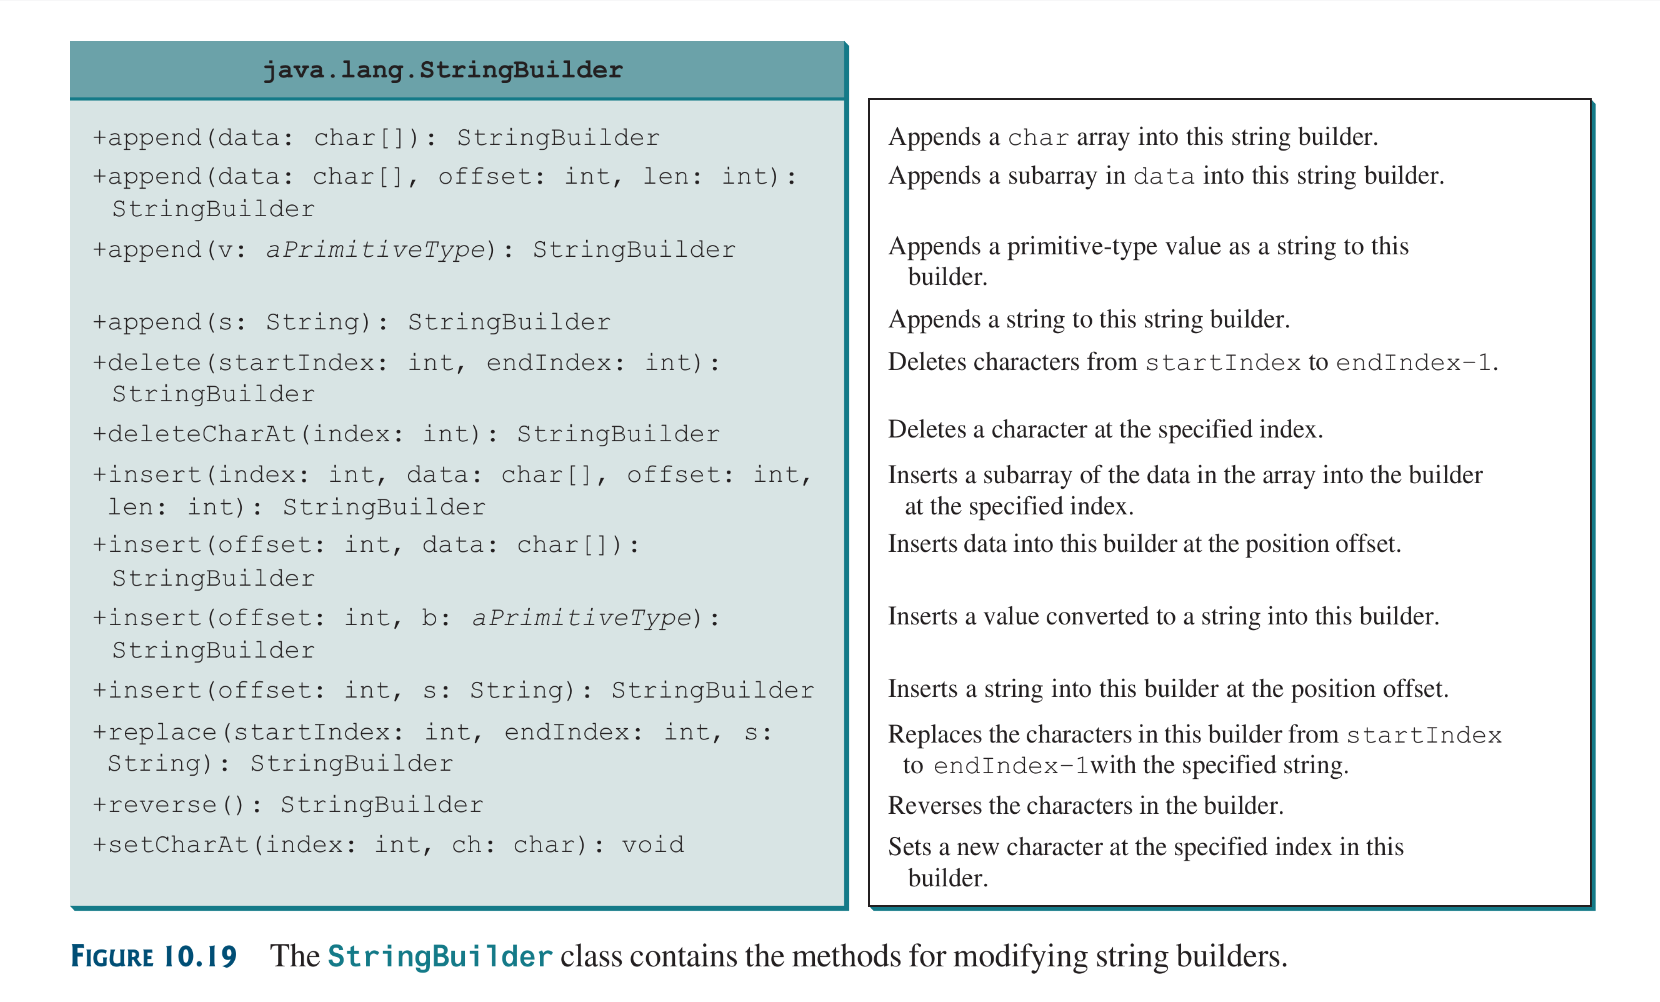 java.lang.StringBuilder
+append(data: char[]): StringBuilder
Appends a char array into this string builder.
+append(data: char[], offset: int, len: int):
StringBuilder
Appends a subarray in data into this string builder.
+append(v: aPrimitiveType): StringBuilder
Appends a primitive-type value as a string to this
builder.
+append(s: String): StringBuilder
Appends a string to this string builder.
+delete(startIndex: int, endIndex: int):
StringBuilder
Deletes characters from startIndex to endIndex-1.
+deleteCharAt(index: int): StringBuilder
Deletes a character at the specified index.
+insert(index: int, data: char[], offset: int,
len: int): StringBuilder
Inserts a subarray of the data in the array into the builder
at the specified index.
+insert(offset: int, data: char[]):
StringBuilder
Inserts data into this builder at the position offset.
+insert(offset: int, b: aPrimitiveType):
StringBuilder
Inserts a value converted to a string into this builder.
+insert(offset: int, s: String): StringBuilder
Inserts a string into this builder at the position offset.
+replace(startIndex: int, endIndex: int, s:
String): StringBuilder
Replaces the characters in this builder from startIndex
to endIndex-1with the specified string.
+reverse(): StringBuilder
Reverses the characters in the builder.
+setCharAt(index: int, ch: char): void
Sets a new character at the specified index in this
builder.
FIGURE 10.19 The StringBuilder class contains the methods for modifying string builders.